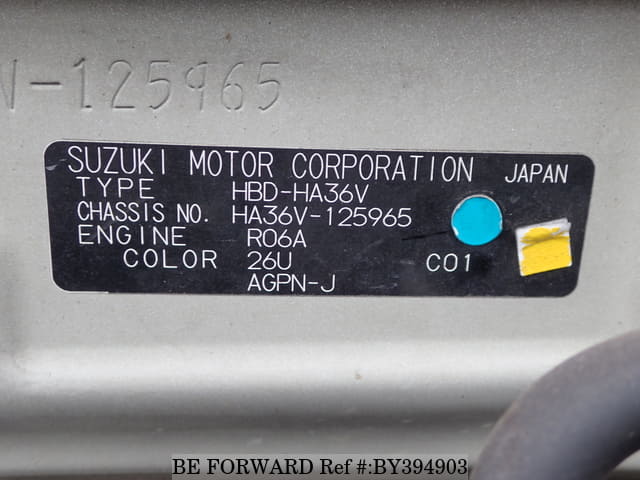 V-125965
SUZUKI MOTOR CORPORATION JAPAN
TYPE HBD-HA36V
CHASSIS NO. HA36V-125965
ENGINE R06A
COLOR 26U C01
AGPN-J
BE FORWARD Ref #:BY394903